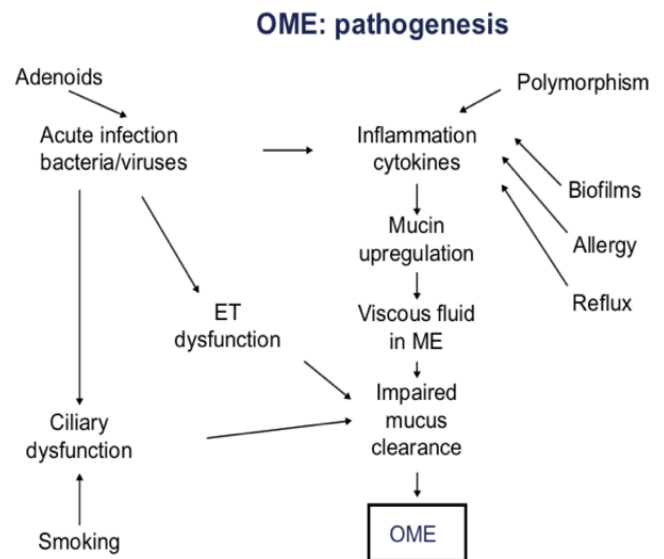 OME: pathogenesis
Adenoids
Polymorphism
Acute infection
bacteria/viruses
Inflammation
cytokines
Biofilms
Mucin
upregulation
Allergy
Reflux
ET
dysfunction
Viscous fluid
in ME
Impaired
mucus
clearance
Ciliary
dysfunction
OME
Smoking